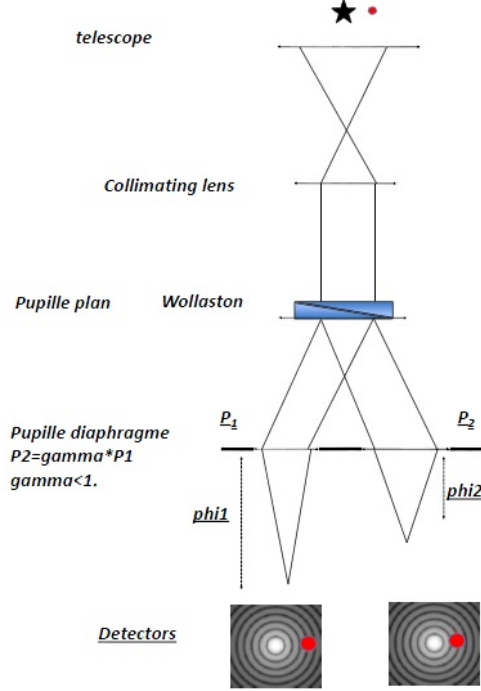 telescope
Collimating lens
Pupille plan Wollaston
P1 P2
Pupille diaphragme
P2=gamma*P1
gamma<1.
phi1 phi2
Detectors